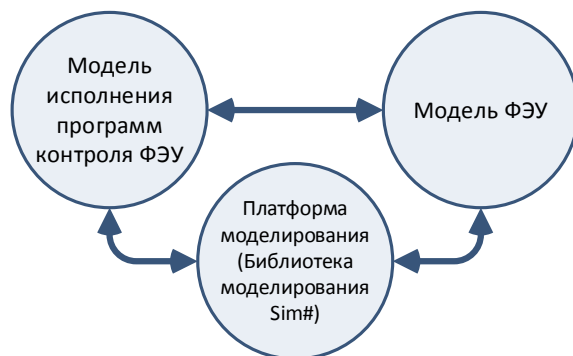 Модель
исполнения
программ
контроля ФЭУ
Модель ФЭУ
Платформа
моделирования
(Библиотека
моделирования
Sim#)